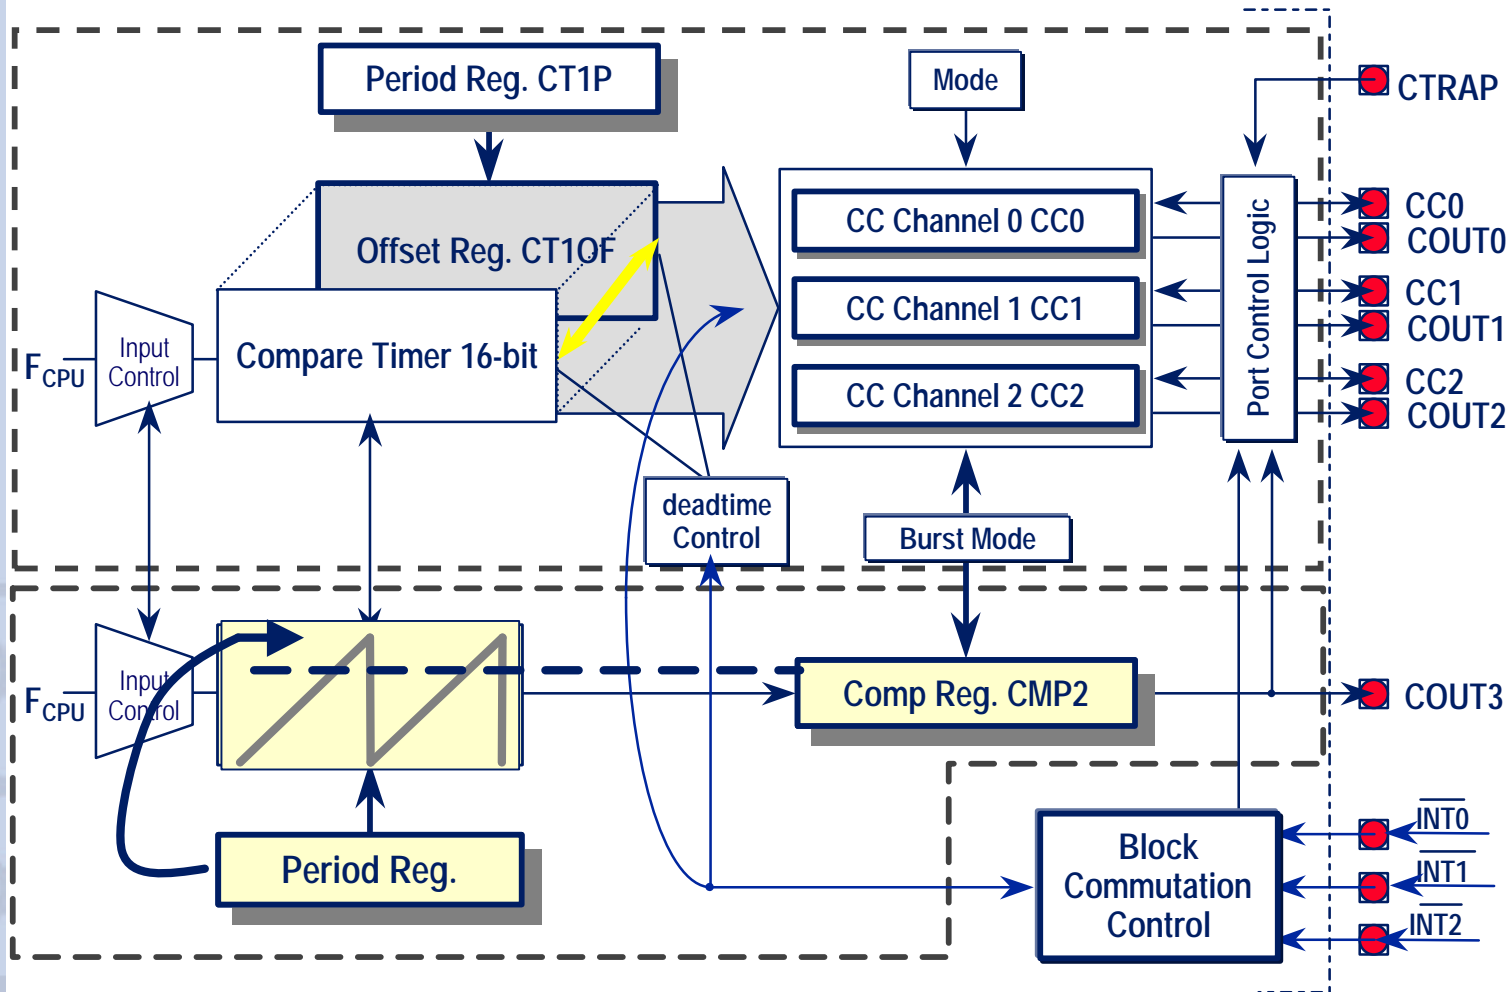 Period Reg. CT1P
Mode
CTRAP
Offset Reg. CT1OF
CC Channel 0 CC0
CC0
COUT0
Port Control Logic
Input
Control
FCPU
Compare Timer 16-bit
CC Channel 1 CC1
CC1
COUT1
CC Channel 2 CC2
CC2
COUT2
deadtime
Control
Burst Mode
Input
Control
FCPU
Comp Reg. CMP2
COUT3
Period Reg.
Block
Commutation
Control
INT0
INT1
INT2